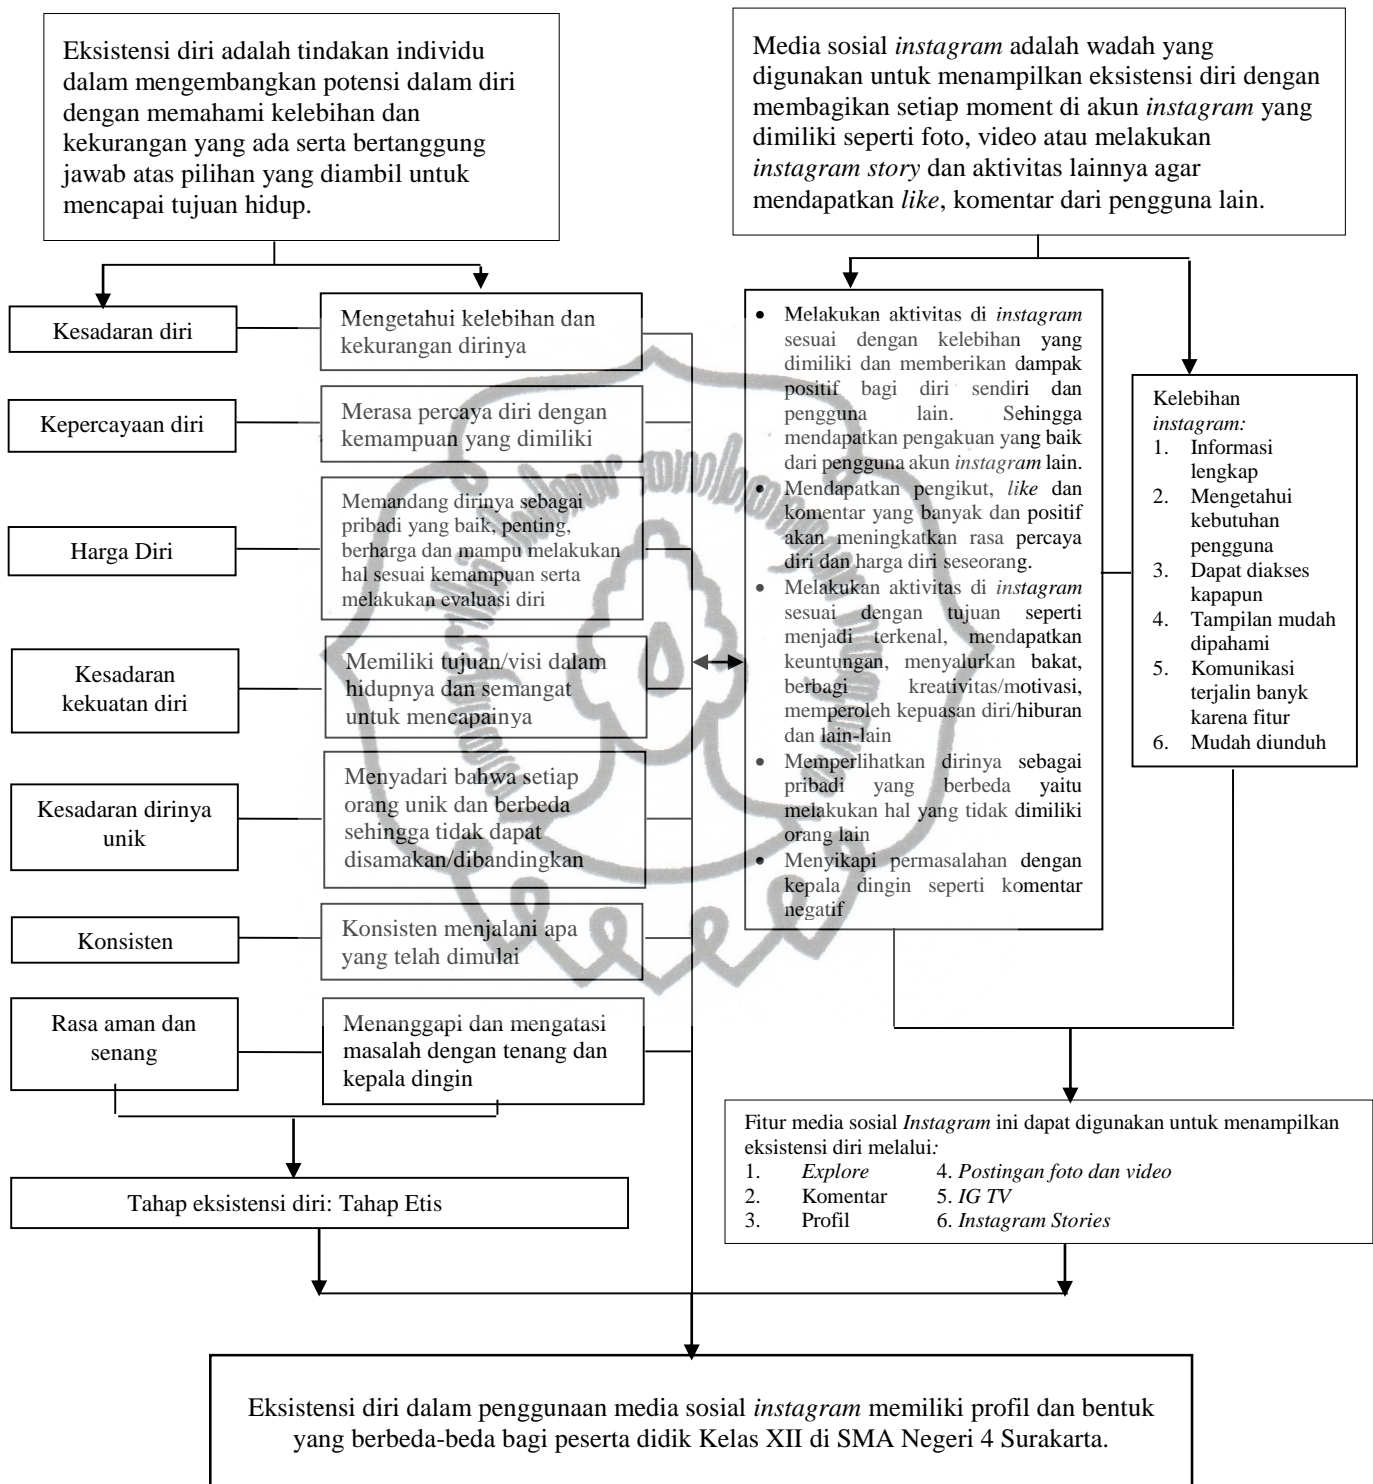 Eksistensi diri adalah tindakan individu
dalam mengembangkan potensi dalam diri
dengan memahami kelebihan dan
kekurangan yang ada serta bertanggung
jawab atas pilihan yang diambil untuk
mencapai tujuan hidup.
Media sosial instagram adalah wadah yang
digunakan untuk menampilkan eksistensi diri dengan
membagikan setiap moment di akun instagram yang
dimiliki seperti foto, video atau melakukan
instagram story dan aktivitas lainnya agar
mendapatkan like, komentar dari pengguna lain.
Kesadaran diri
Mengetahui kelebihan dan
kekurangan dirinya
Kepercayaan diri
Merasa percaya diri dengan
kemampuan yang dimiliki
Harga Diri
Memandang dirinya sebagai
pribadi yang baik, penting,
berharga dan mampu melakukan
hal sesuai kemampuan serta
melakukan evaluasi diri
Kesadaran
kekuatan diri
Memiliki tujuan/visi dalam
hidupnya dan semangat
untuk mencapainya
Kesadaran dirinya
unik
Menyadari bahwa setiap
orang unik dan berbeda
sehingga tidak dapat
disamakan/dibandingkan
Konsisten
Konsisten menjalani apa
yang telah dimulai
Rasa aman dan
senang
Menanggapi dan mengatasi
masalah dengan tenang dan
kepala dingin
• Melakukan aktivitas di instagram
sesuai dengan kelebihan yang
dimiliki dan memberikan dampak
positif bagi diri sendiri dan
pengguna lain. Sehingga
mendapatkan pengakuan yang baik
dari pengguna akun instagram lain.
• Mendapatkan pengikut, like dan
komentar yang banyak dan positif
akan meningkatkan rasa percaya
diri dan harga diri seseorang.
• Melakukan aktivitas di instagram
sesuai dengan tujuan seperti
menjadi terkenal, mendapatkan
keuntungan, menyalurkan bakat,
berbagi kreativitas/motivasi,
memperoleh kepuasan diri/hiburan
dan lain-lain
• Memperlihatkan dirinya sebagai
pribadi yang berbeda yaitu
melakukan hal yang tidak dimiliki
orang lain
• Menyikapi permasalahan dengan
kepala dingin seperti komentar
negatif
Kelebihan
instagram:
1. Informasi
lengkap
2. Mengetahui
kebutuhan
pengguna
3. Dapat diakses
kapapun
4. Tampilan mudah
dipahami
5. Komunikasi
terjalin banyk
karena fitur
6. Mudah diunduh
Tahap eksistensi diri: Tahap Etis
Fitur media sosial Instagram ini dapat digunakan untuk menampilkan
eksistensi diri melalui:
1. Explore 4. Postingan foto dan video
2. Komentar 5. IG TV
3. Profil 6. Instagram Stories
Eksistensi diri dalam penggunaan media sosial instagram memiliki profil dan bentuk
yang berbeda-beda bagi peserta didik Kelas XII di SMA Negeri 4 Surakarta.